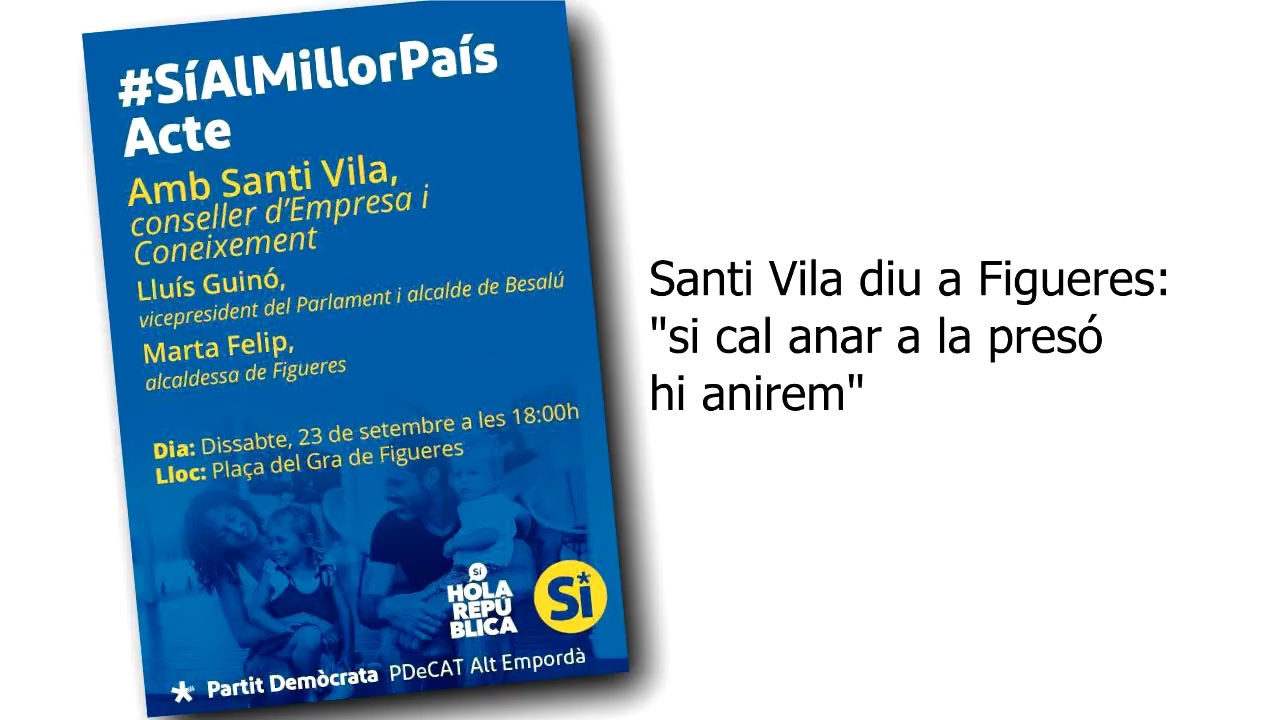 #SíAlMillorPaís
Acte
Amb Santi Vila,
conseller d'Empresa i
Coneixement
Lluís Guinó,
vicepresident del Parlament i alcalde de Besalú
Marta Felip,
alcaldessa de Figueres
Dia: Dissabte, 23 de setembre a les 18:00h
Lloc: Plaça del Gra de Figueres
Sí
HOLA
REPÚ
BLICA
Sí*
Partit Demòcrata PDeCAT Alt Empordà
Santi Vila diu a Figueres:
"si cal anar a la presó
hi anirem"